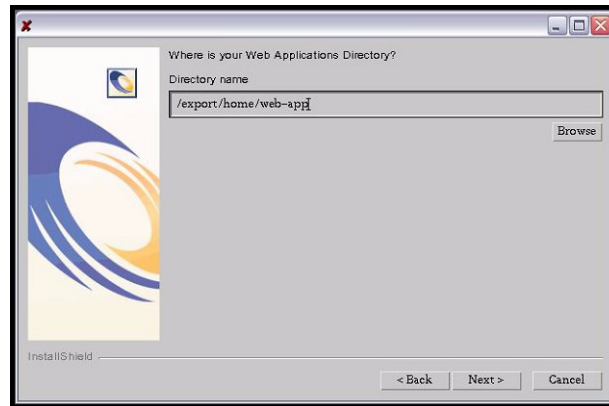 Where is your Web Applications Directory?
Directory name
/export/home/web-app
Browse
InstallShield
< Back Next > Cancel